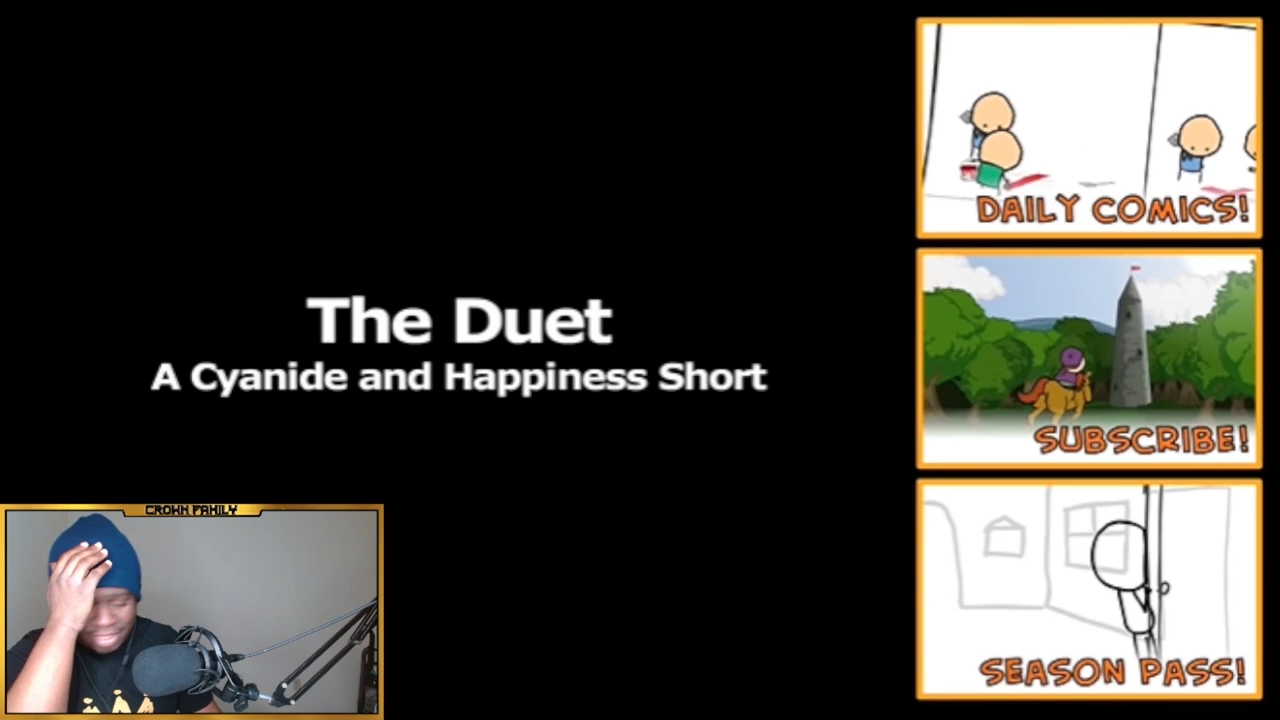 The Duet
A Cyanide and Happiness Short
DAILY COMICS!
SUBSCRIBE!
SEASON PASS!
CROWN FAMILY